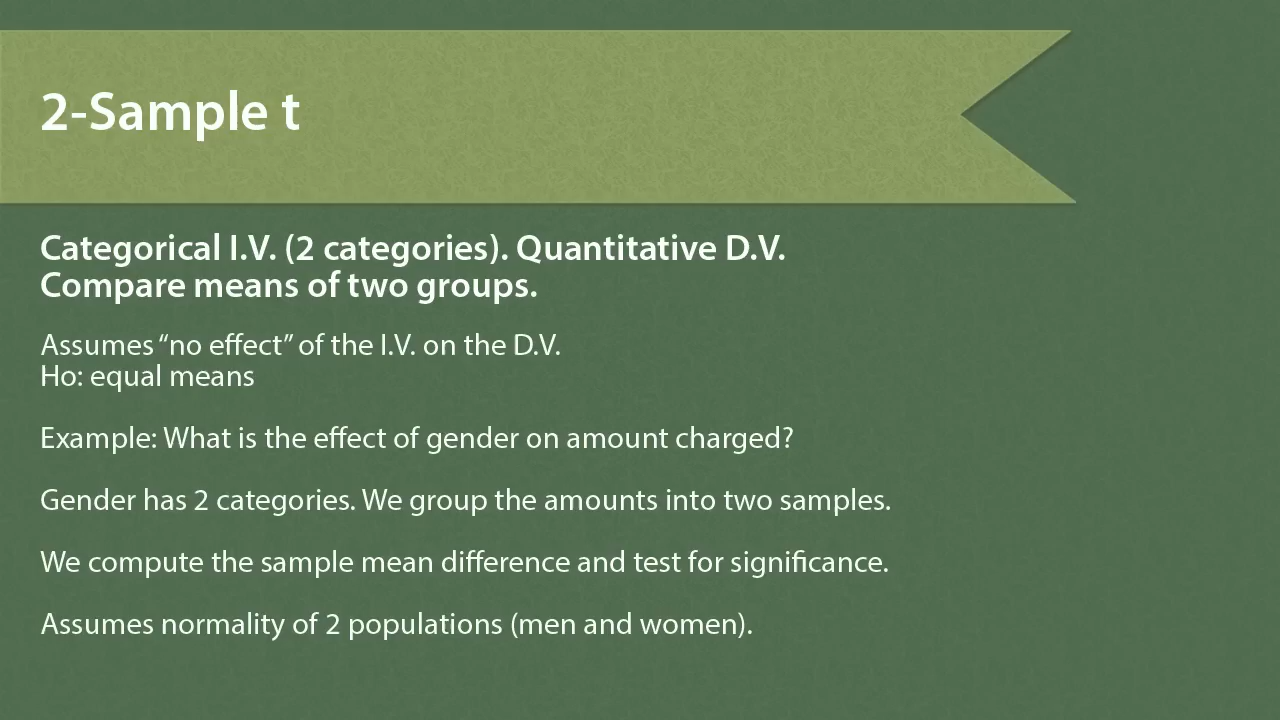 2-Sample t
Categorical I.V. (2 categories). Quantitative D.V.
Compare means of two groups.
Assumes “no effect” of the I.V. on the D.V.
Ho: equal means
Example: What is the effect of gender on amount charged?
Gender has 2 categories. We group the amounts into two samples.
We compute the sample mean difference and test for significance.
Assumes normality of 2 populations (men and women).